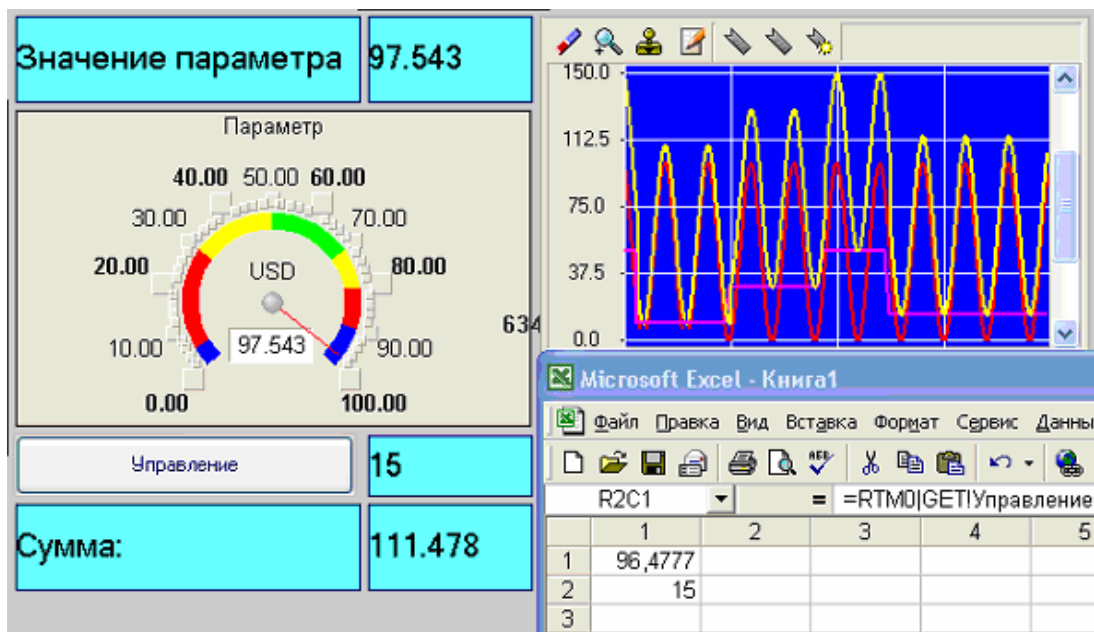 Значение параметра 97.543
Параметр
40.00 50.00 60.00
30.00 70.00
20.00 USD 80.00
10.00 97.543 90.00
0.00 100.00
634
Управление 15
Сумма: 111.478
150.0
112.5
75.0
37.5
0.0
Microsoft Excel - Книга1
Файл Правка Вид Вставка Формат Сервис Данны
R2C1 = =RTM0|GET!Управление
1 2 3 4 5
1 96,4777
2 15
3